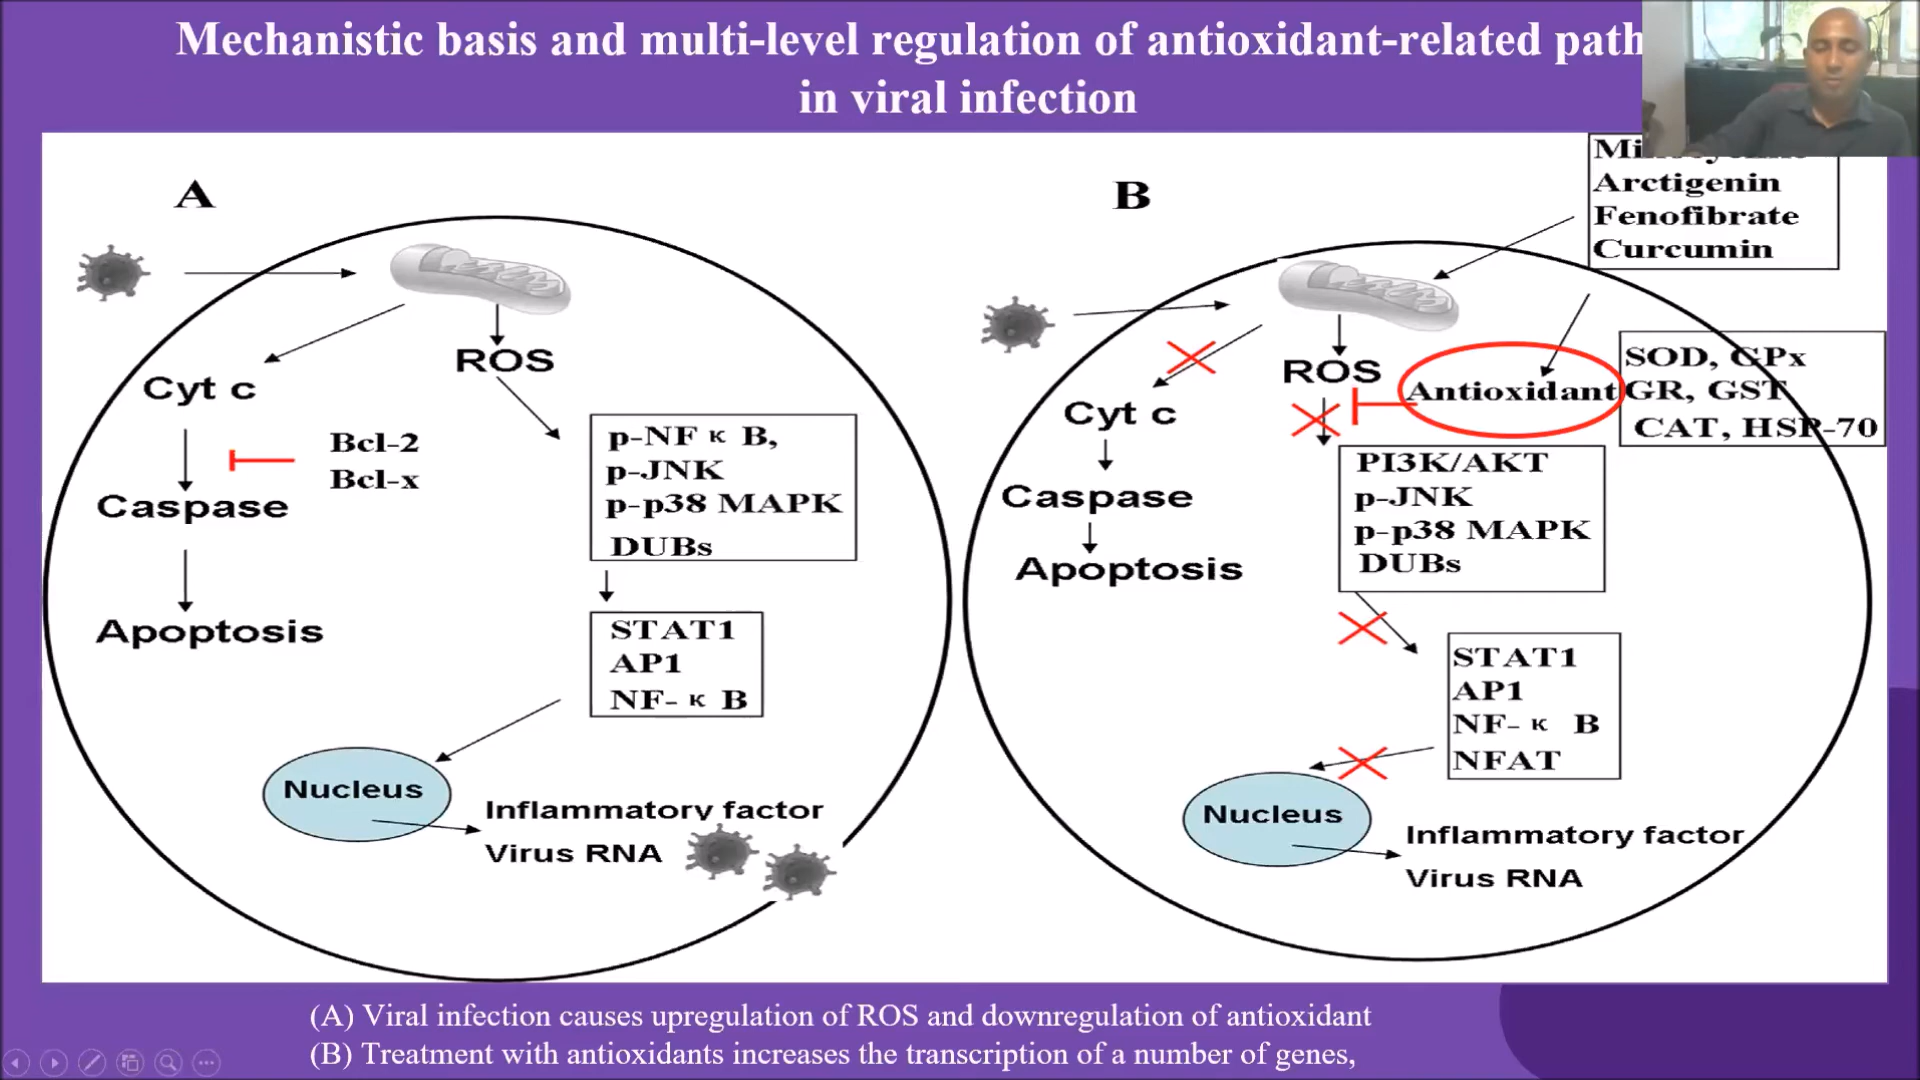 Mechanistic basis and multi-level regulation of antioxidant-related
in viral infection
A
Cyt c
ROS
Bcl-2
Bcl-x
Caspase
Apoptosis
p-NF κ B,
p-JNK
p-p38 MAPK
DUBs
STAT1
AP1
NF- κ B
Nucleus
Inflammatory factor
Virus RNA
B
Arctigenin
Fenofibrate
Curcumin
ROS
Antioxidant
SOD, GPx
GR, GST
CAT, HSP-70
Cyt c
Caspase
Apoptosis
PI3K/AKT
p-JNK
p-p38 MAPK
DUBs
STAT1
AP1
NF- κ B
NFAT
Nucleus
Inflammatory factor
Virus RNA
(A) Viral infection causes upregulation of ROS and downregulation of antioxidant
(B) Treatment with antioxidants increases the transcription of a number of genes,